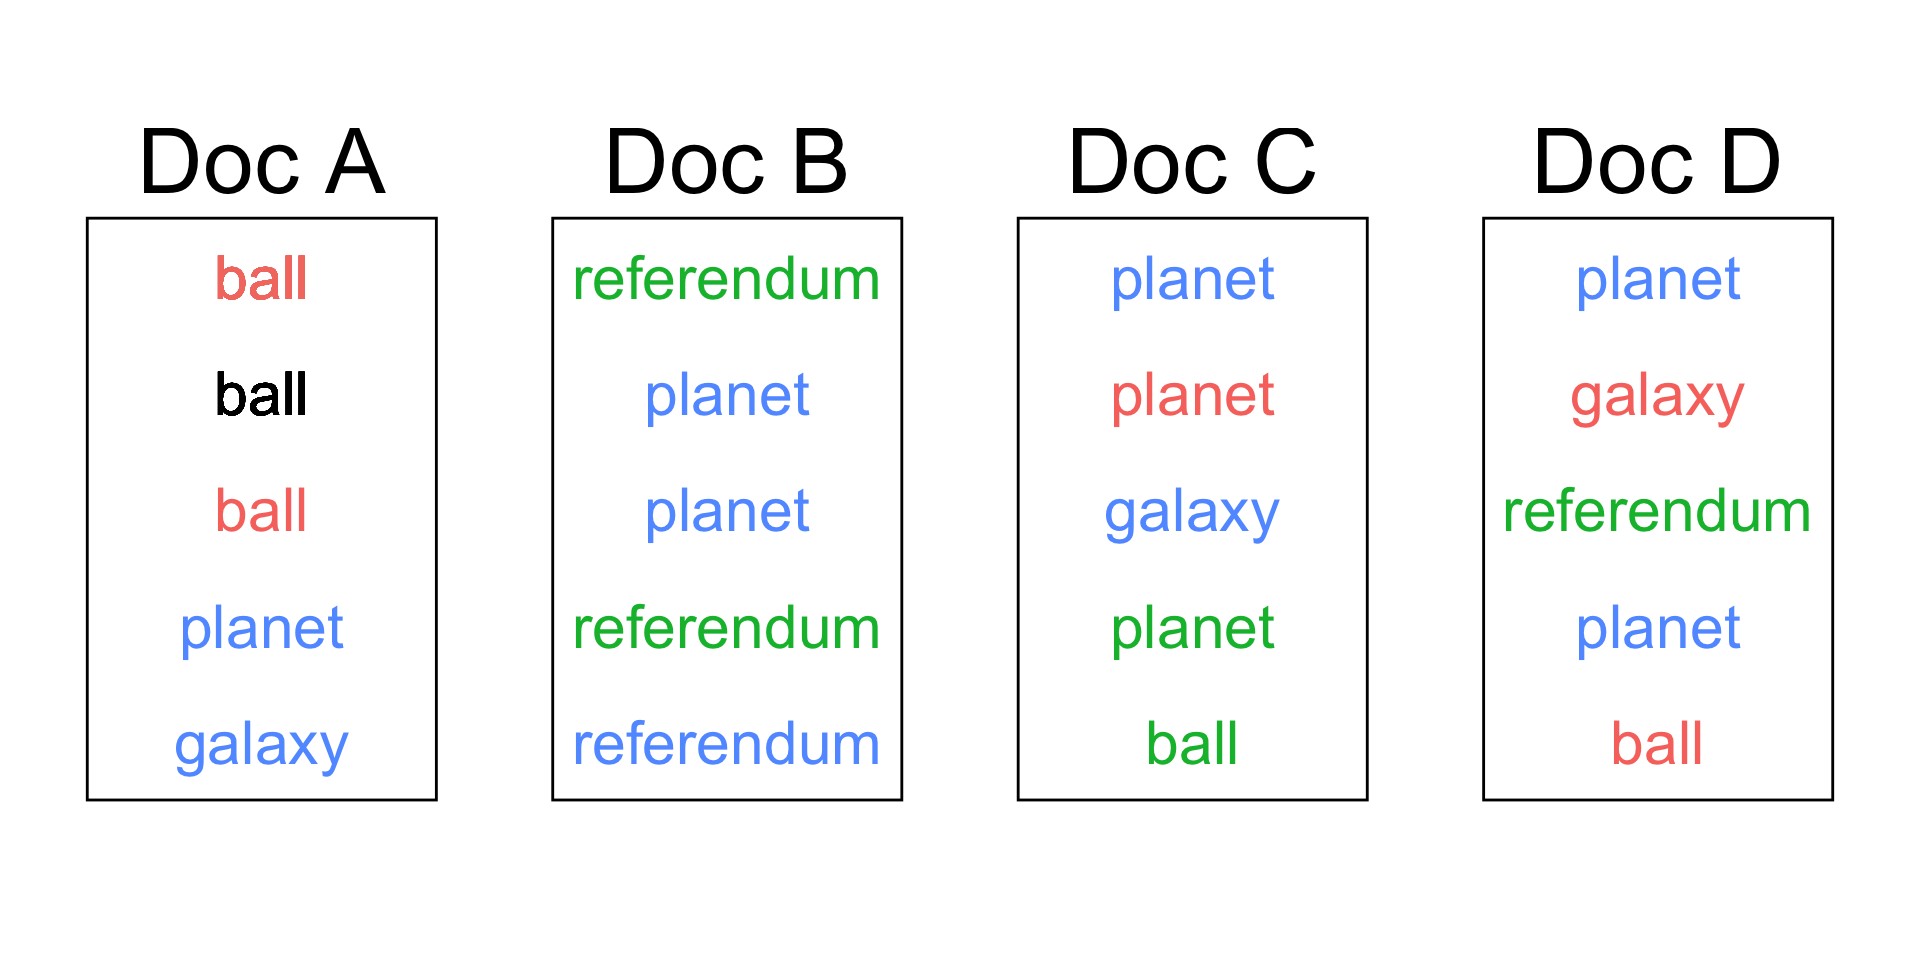 Doc A
ball
ball
ball
planet
galaxy
Doc B
referendum
planet
planet
referendum
referendum
Doc C
planet
planet
galaxy
planet
ball
Doc D
planet
galaxy
referendum
planet
ball